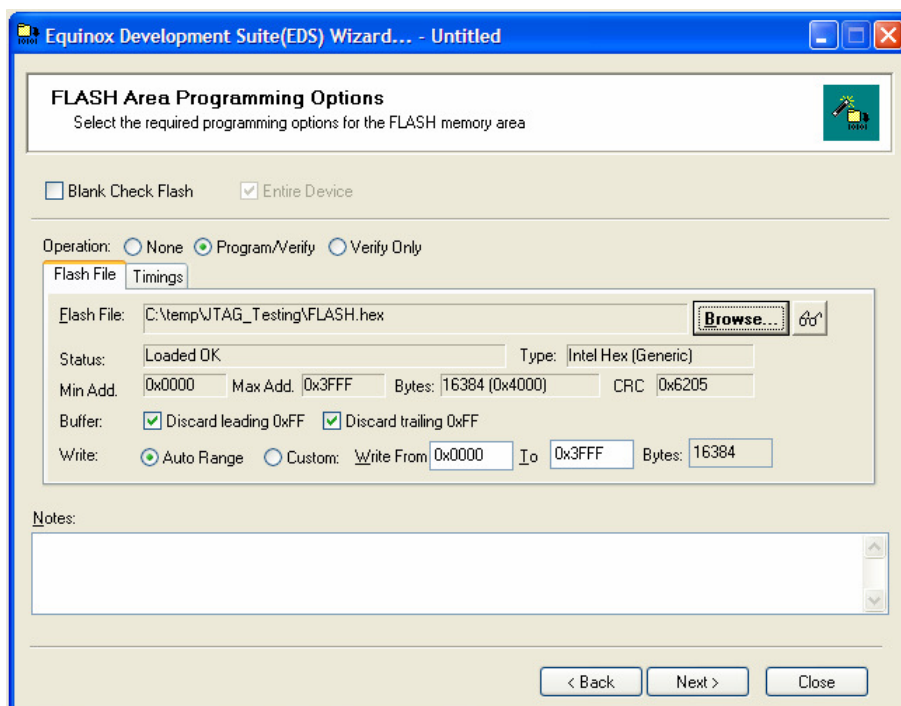 Equinox Development Suite(EDS) Wizard... - Untitled
FLASH Area Programming Options
Select the required programming options for the FLASH memory area
Blank Check Flash Entire Device
Operation: None Program/Verify Verify Only
Flash File Timings
Flash File: C:\temp\JTAG_Testing\FLASH.hex Browse...
Status: Loaded OK Type: Intel Hex (Generic)
Min Add. 0x0000 Max Add. 0x3FFF Bytes: 16384 (0x4000) CRC 0x6205
Buffer: Discard leading 0xFF Discard trailing 0xFF
Write: Auto Range Custom: Write From 0x0000 To 0x3FFF Bytes: 16384
Notes:
< Back Next > Close